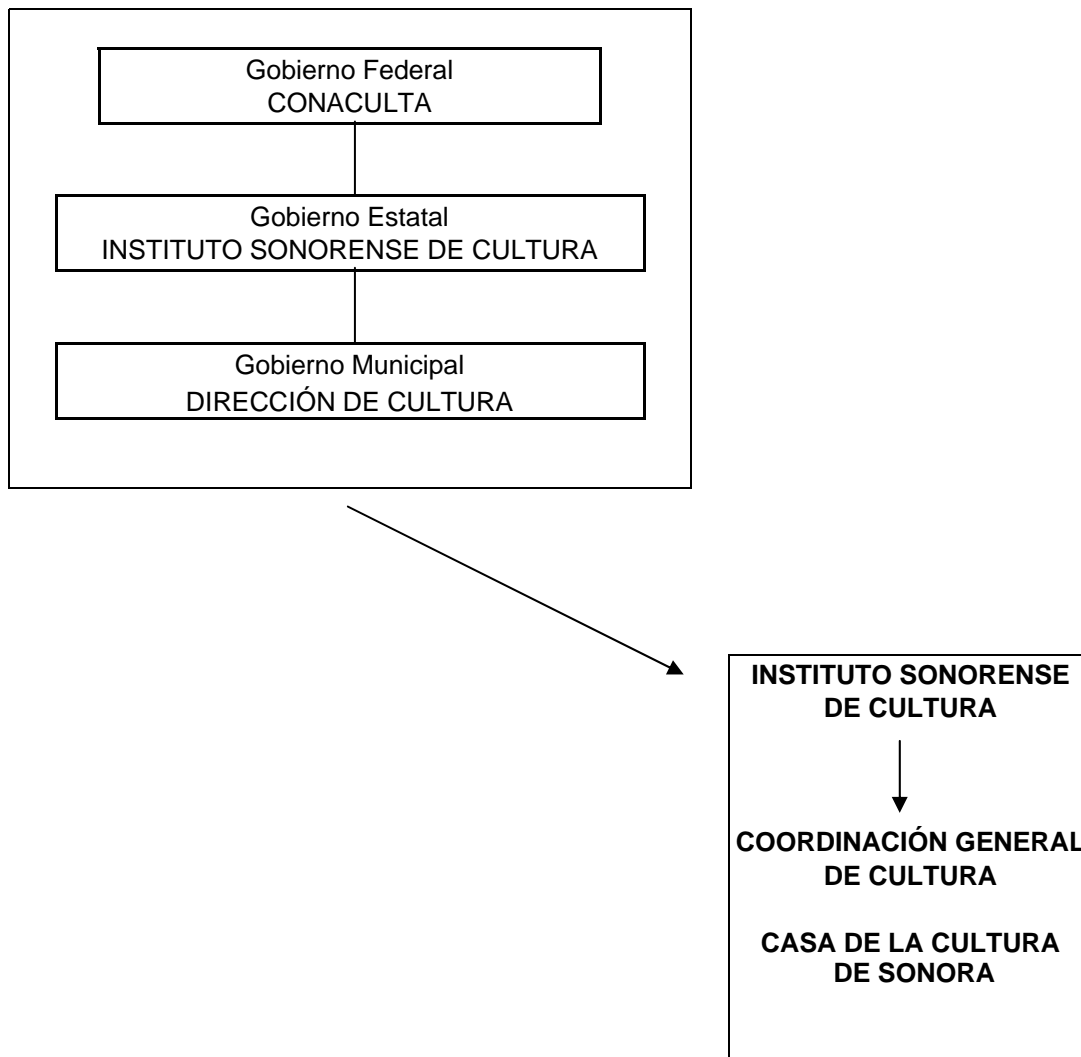 Gobierno Federal
CONACULTA
Gobierno Estatal
INSTITUTO SONORENSE DE CULTURA
Gobierno Municipal
DIRECCIÓN DE CULTURA
INSTITUTO SONORENSE
DE CULTURA
COORDINACIÓN GENERAL
DE CULTURA
CASA DE LA CULTURA
DE SONORA